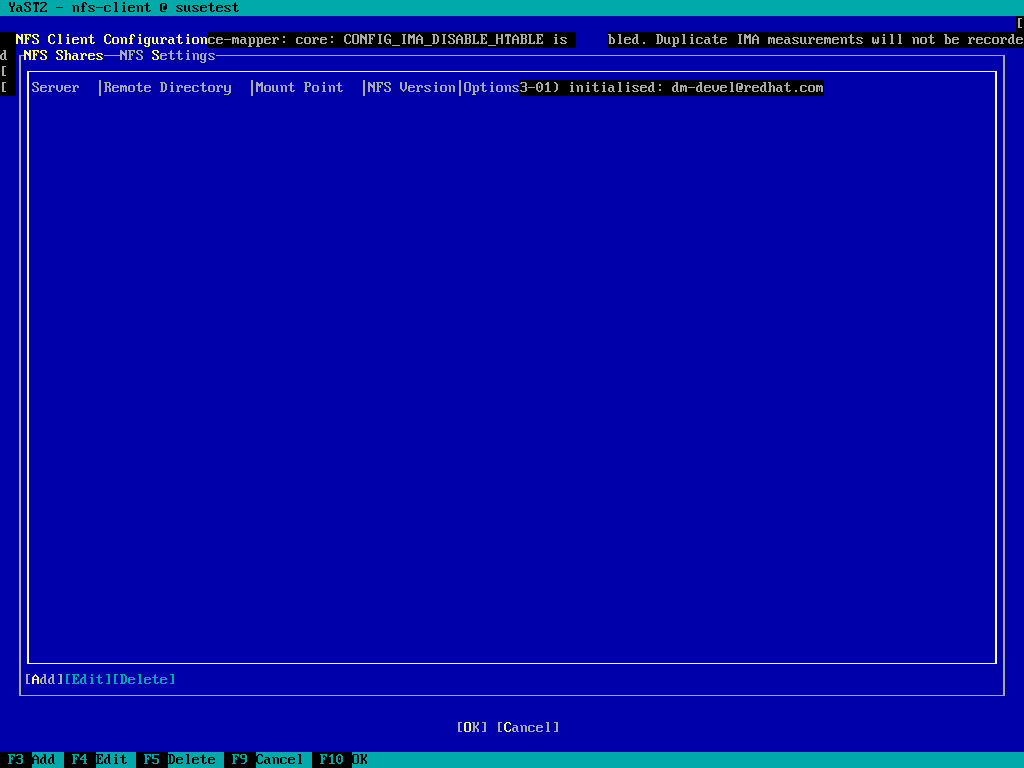 YaST2 - nfs-client @ susetest
[
NFS Client Configurationce-mapper: core: CONFIG_IMA_DISABLE_HTABLE is bled. Duplicate IMA measurements will not be recorde
d NFS Shares──NFS Settings
[
[ Server |Remote Directory |Mount Point |NFS Version|Options3-01) initialised: dm-devel@redhat.com
[Add][Edit][Delete]
[OK] [Cancel]
F3 Add F4 Edit F5 Delete F9 Cancel F10 OK